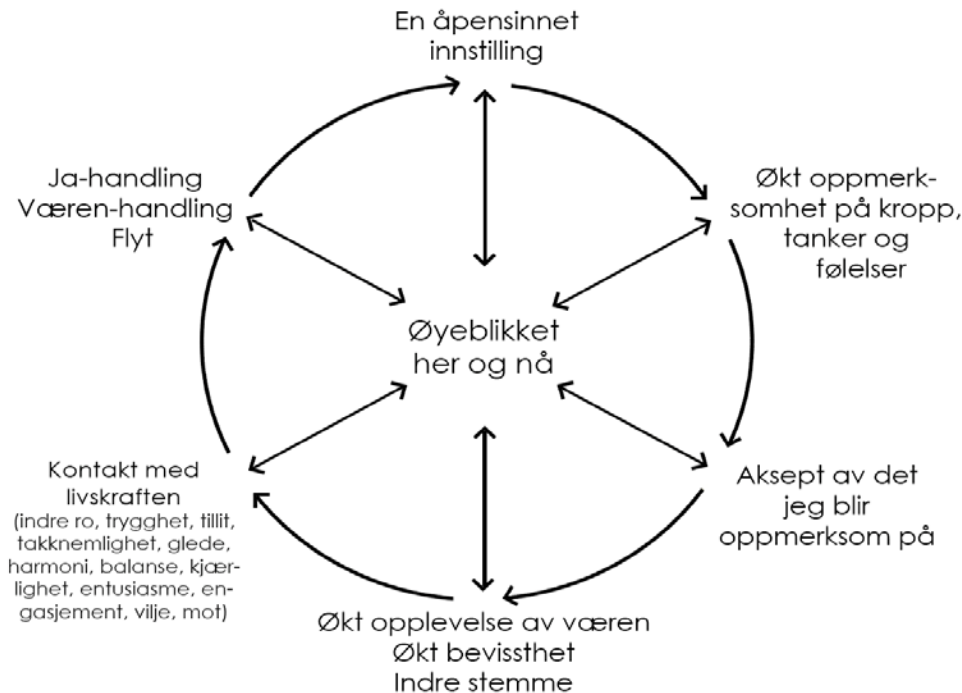 En åpensinnet
innstilling
Økt oppmerk-
somhet på kropp,
tanker og
følelser
Aksept av det
jeg blir
oppmerksom på
Økt opplevelse av væren
Økt bevissthet
Indre stemme
Kontakt med
livskraften
(indre ro, trygghet, tillit,
takknemlighet, glede,
harmoni, balanse, kjær-
lighet, entusiasme, en-
gasjement, vilje, mot)
Ja-handling
Væren-handling
Flyt
Øyeblikket
her og nå